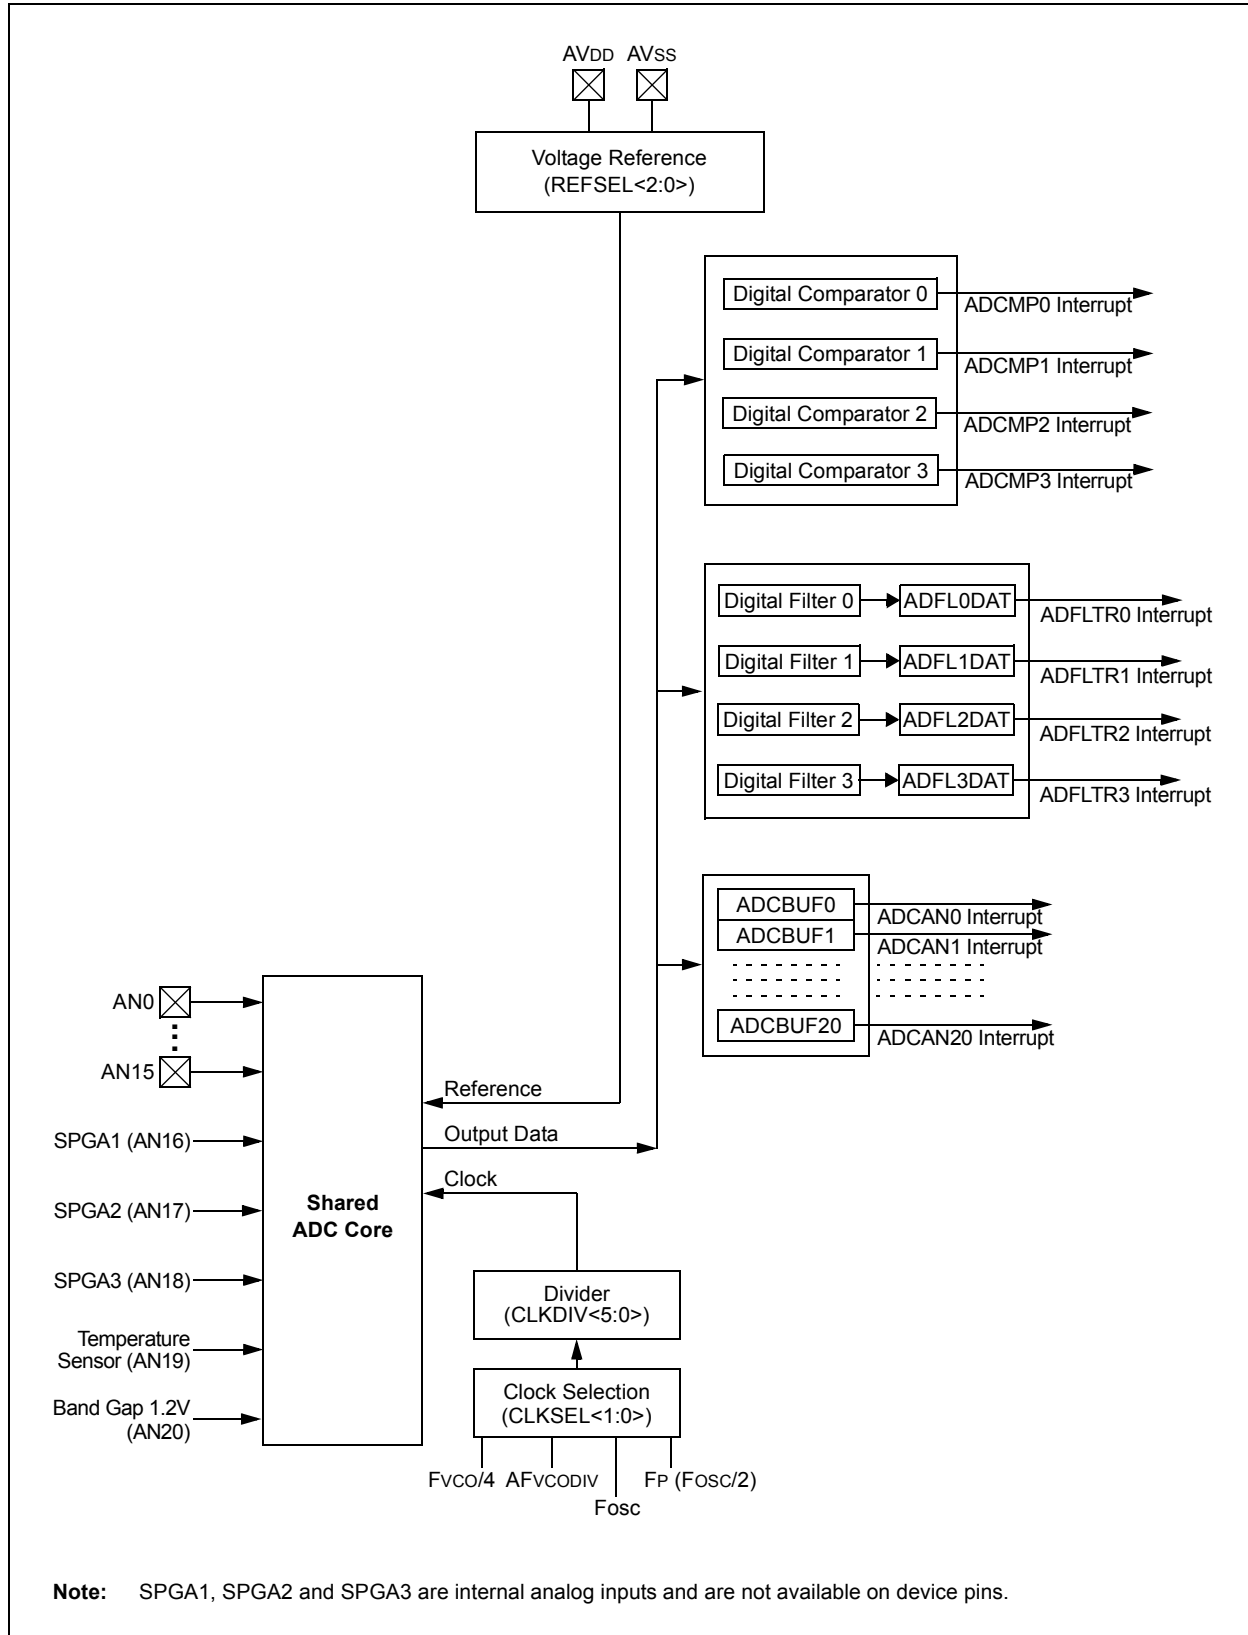 AVDD AVSS
Voltage Reference
(REFSEL<2:0>)
Digital Comparator 0
ADCMP0 Interrupt
Digital Comparator 1
ADCMP1 Interrupt
Digital Comparator 2
ADCMP2 Interrupt
Digital Comparator 3
ADCMP3 Interrupt
Digital Filter 0
ADFL0DAT
ADFLTR0 Interrupt
Digital Filter 1
ADFL1DAT
ADFLTR1 Interrupt
Digital Filter 2
ADFL2DAT
ADFLTR2 Interrupt
Digital Filter 3
ADFL3DAT
ADFLTR3 Interrupt
ADCBUF0
ADCAN0 Interrupt
ADCBUF1
ADCAN1 Interrupt
ADCBUF20
ADCAN20 Interrupt
AN0
AN15
SPGA1 (AN16)
SPGA2 (AN17)
SPGA3 (AN18)
Temperature
Sensor (AN19)
Band Gap 1.2V
(AN20)
Shared
ADC Core
Reference
Output Data
Clock
Divider
(CLKDIV<5:0>)
Clock Selection
(CLKSEL<1:0>)
FVCO/4 AFVCODIV
FP (FOSC/2)
Fosc
Note: SPGA1, SPGA2 and SPGA3 are internal analog inputs and are not available on device pins.